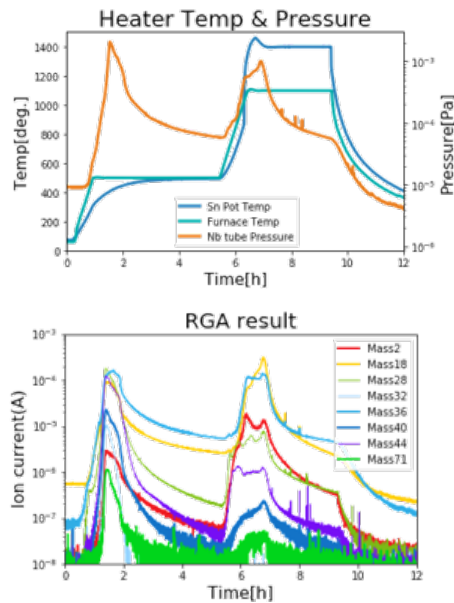 Heater Temp & Pressure
1400
1200
1000
800
600
400
200
0
Temp[deg.]
10⁻³
10⁻⁴
10⁻⁵
10⁻⁶
Pressure[Pa]
Sn Pot Temp
Furnace Temp
Nb tube Pressure
0 2 4 6 8 10 12
Time[h]
RGA result
10⁻³
10⁻⁴
10⁻⁵
10⁻⁶
10⁻⁷
10⁻⁸
Ion current(A)
Mass2
Mass18
Mass28
Mass32
Mass36
Mass40
Mass44
Mass71
0 2 4 6 8 10 12
Time[h]